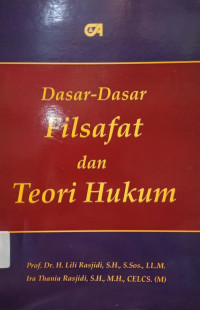 CA
Dasar-Dasar
Filsafat
dan
Teori Hukum
Prof. Dr. H. Lili Rasjidi, S.H., S.Sos., LL.M.
Ira Thania Rasjidi, S.H., M.H., CELCS. (M)